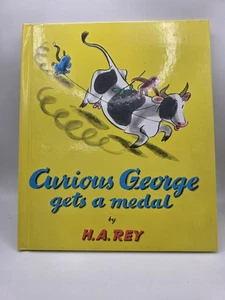 Curious George
gets a medal
by
H.A. REY